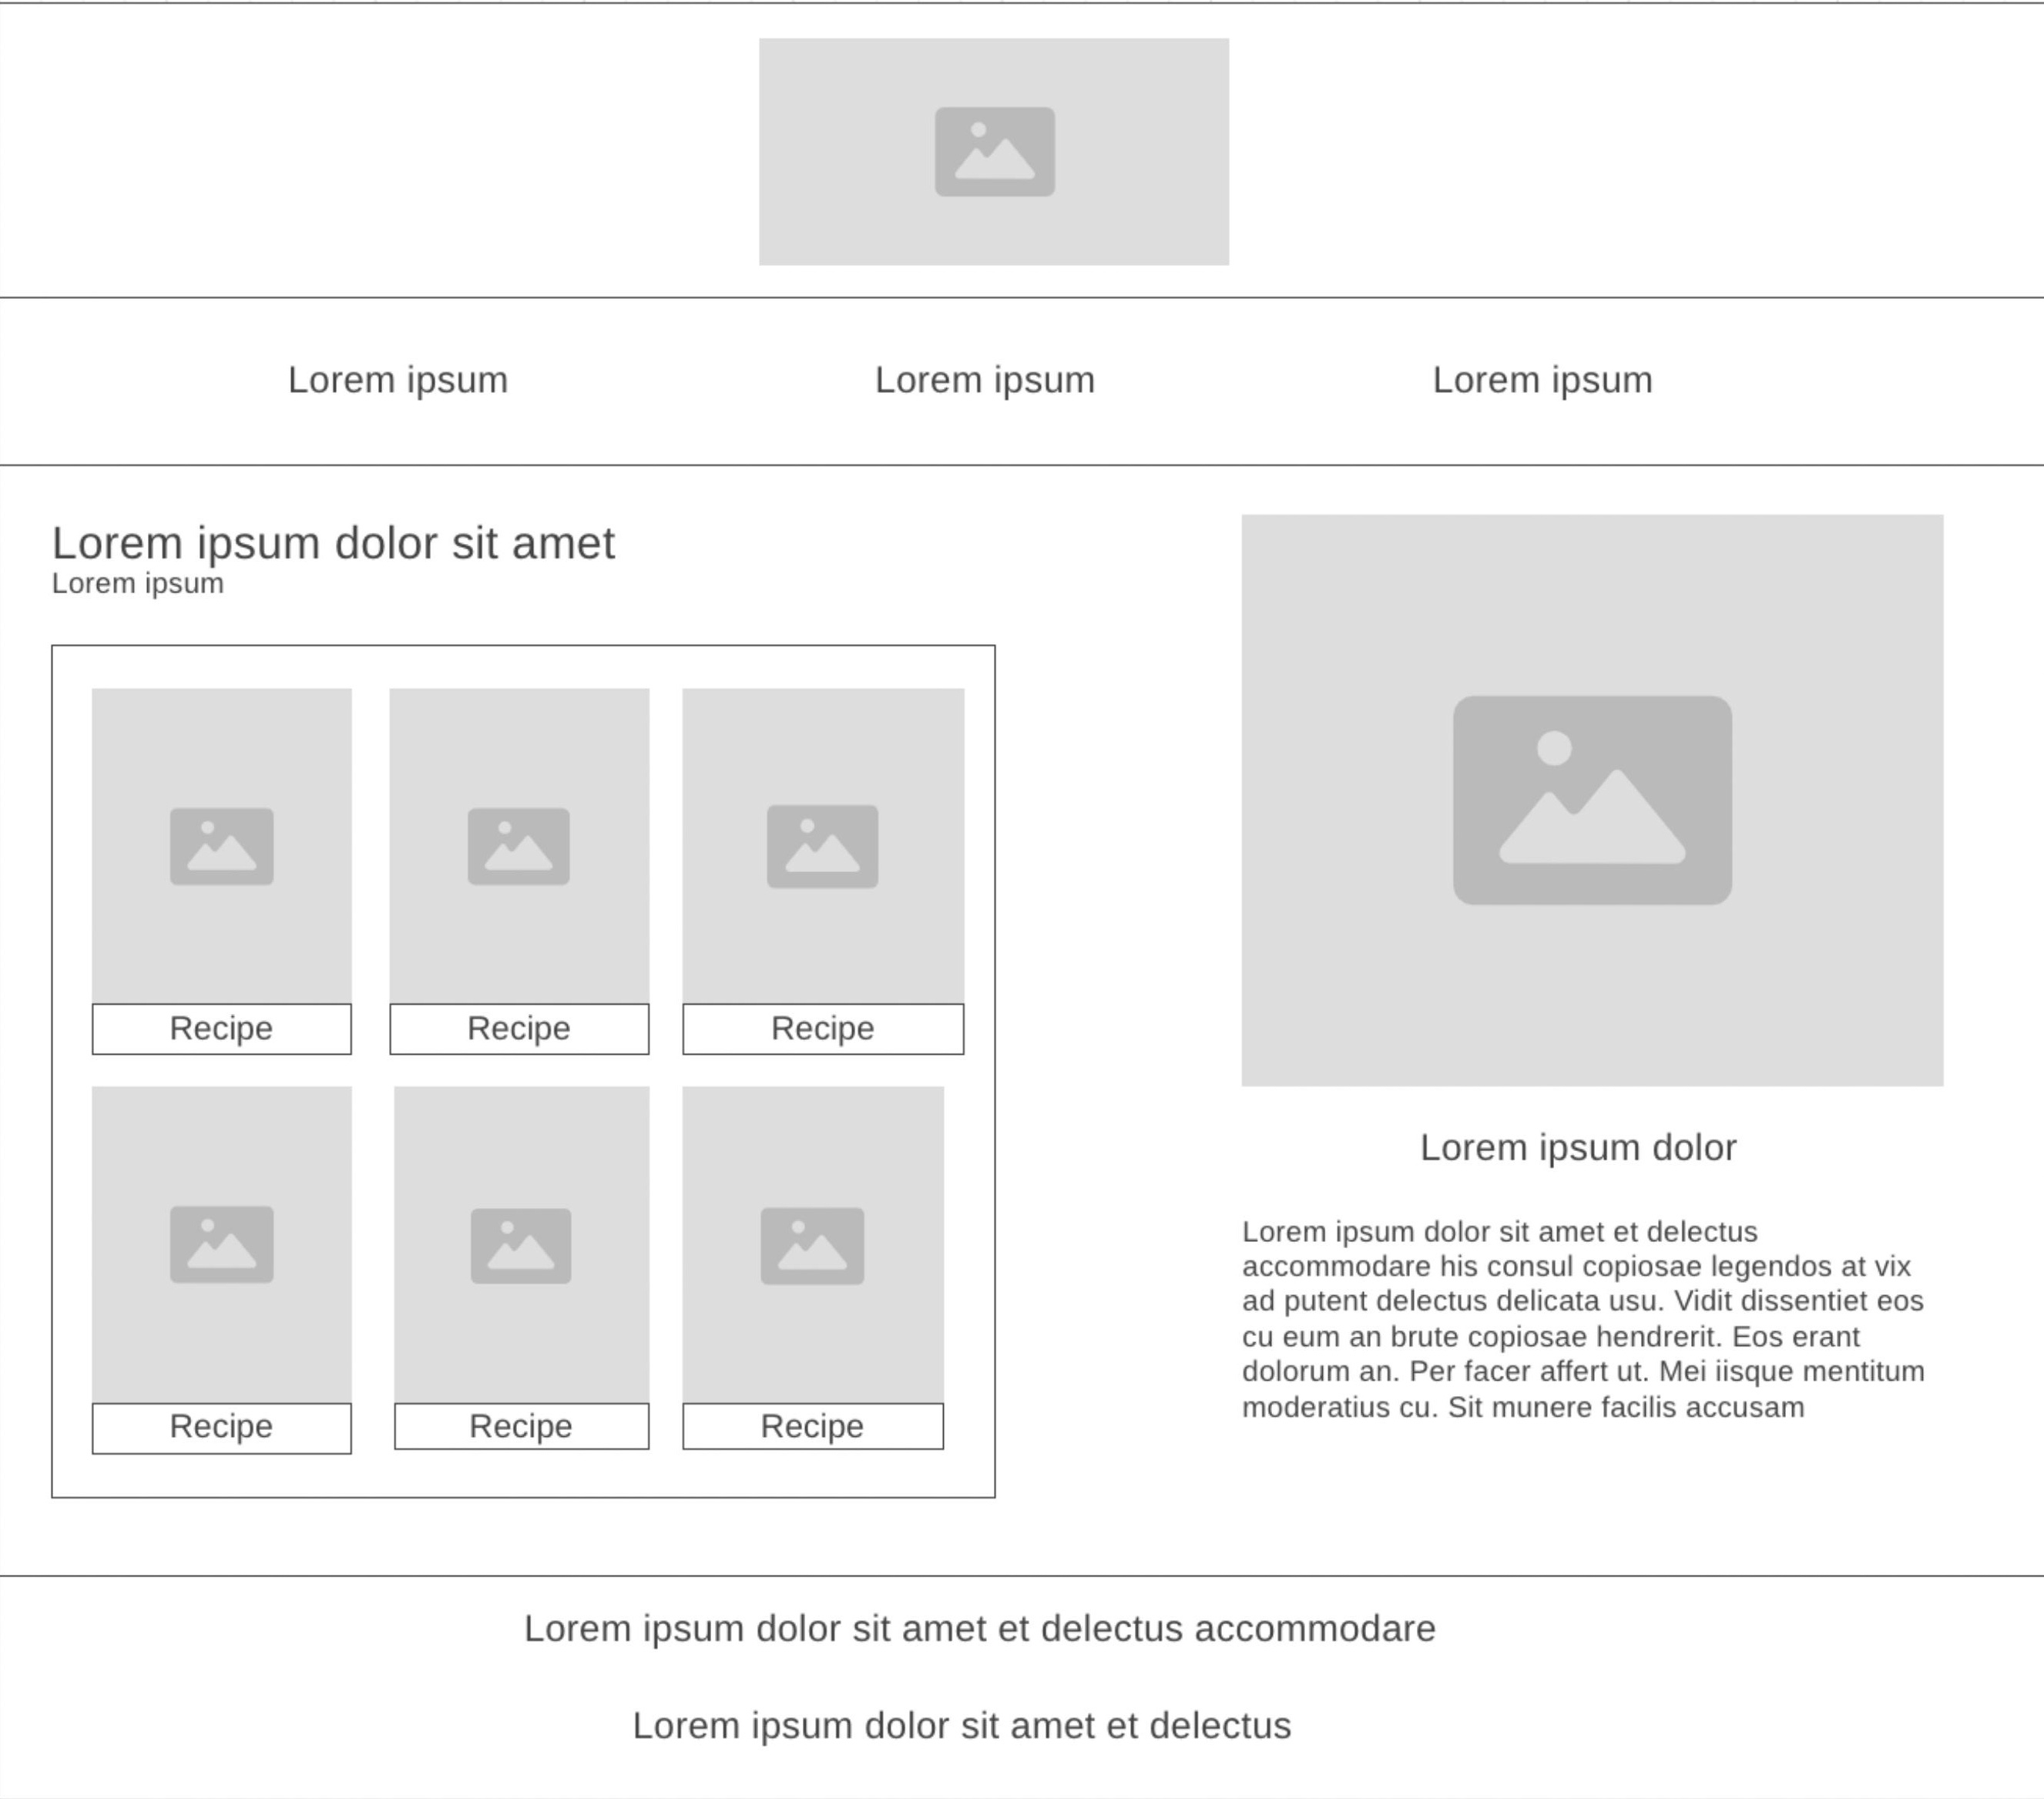 Lorem ipsum
Lorem ipsum
Lorem ipsum
Lorem ipsum dolor sit amet
Lorem ipsum
Recipe
Recipe
Recipe
Recipe
Recipe
Recipe
Lorem ipsum dolor
Lorem ipsum dolor sit amet et delectus
accommodare his consul copiosae legendos at vix
ad putent delectus delicata usu. Vidit dissentiet eos
cu eum an brute copiosae hendrerit. Eos erant
dolorum an. Per facer affert ut. Mei iisque mentitum
moderatius cu. Sit munere facilis accusam
Lorem ipsum dolor sit amet et delectus accommodare
Lorem ipsum dolor sit amet et delectus